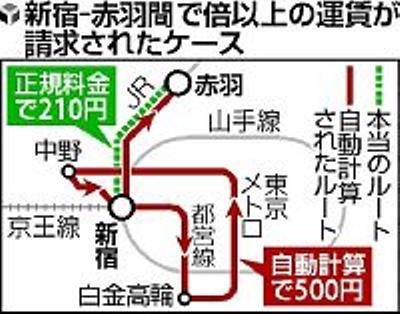 新宿-赤羽間で倍以上の運賃が
請求されたケース
正規料金
で210円
JR
赤羽
山手線
本当のルート
自動計算
されたルート
中野
京王線
新宿
都営線
東京
メトロ
白金高輪
自動計算
で500円